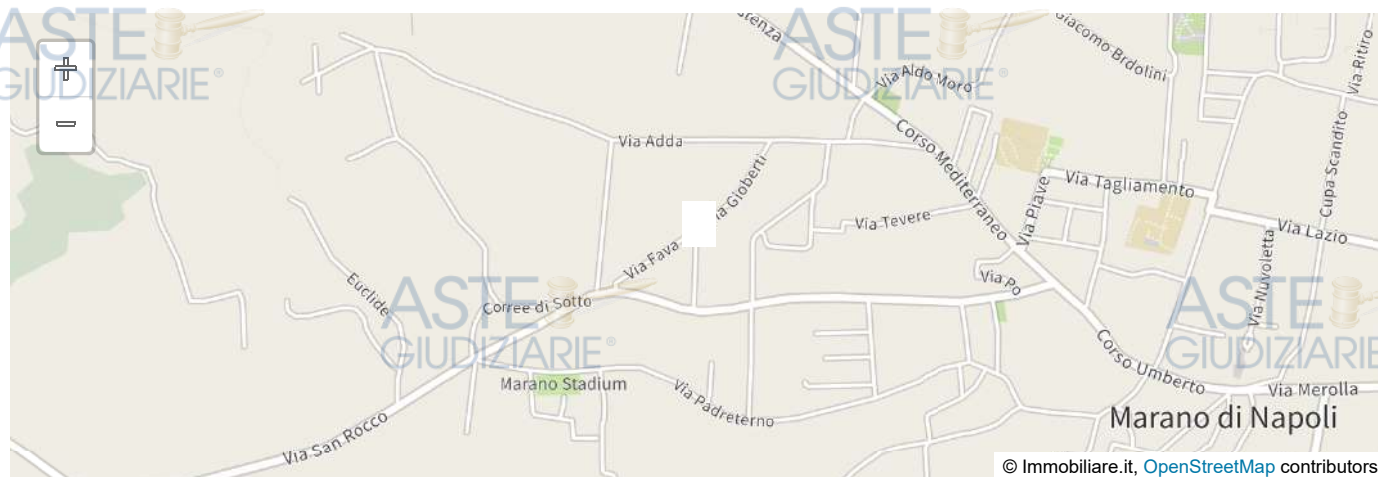 ASTE
GIUDIZIARIE®
ASTE
GIUDIZIARIE®
Giacomo Brdolini
Via Ritiro
Via Aldo Moro
Corso Mediterraneo
Via Adda
Via Gioberti
Via Fava
Via Tevere
Via Piave
Via Tagliamento
Cupa Scandito
Via Lazio
Via Nuvoletta
Via Po
Euclide
Corree di Sotto
ASTE
GIUDIZIARIE®
ASTE
GIUDIZIARIE
Corso Umberto
Marano Stadium
Via Padreterno
Via Merolla
Via San Rocco
Marano di Napoli
© Immobiliare.it, OpenStreetMap contributors